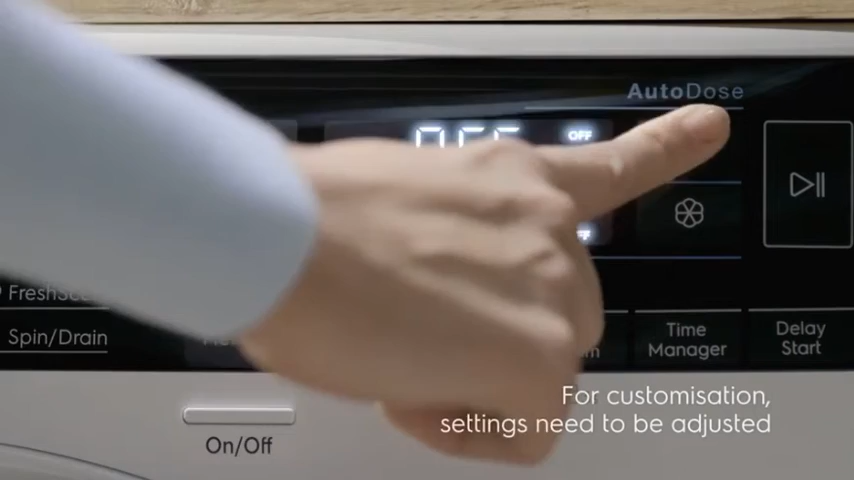 AutoDose
OFF
OFF
Spin/Drain
Time
Manager
Delay
Start
For customisation,
settings need to be adjusted
On/Off